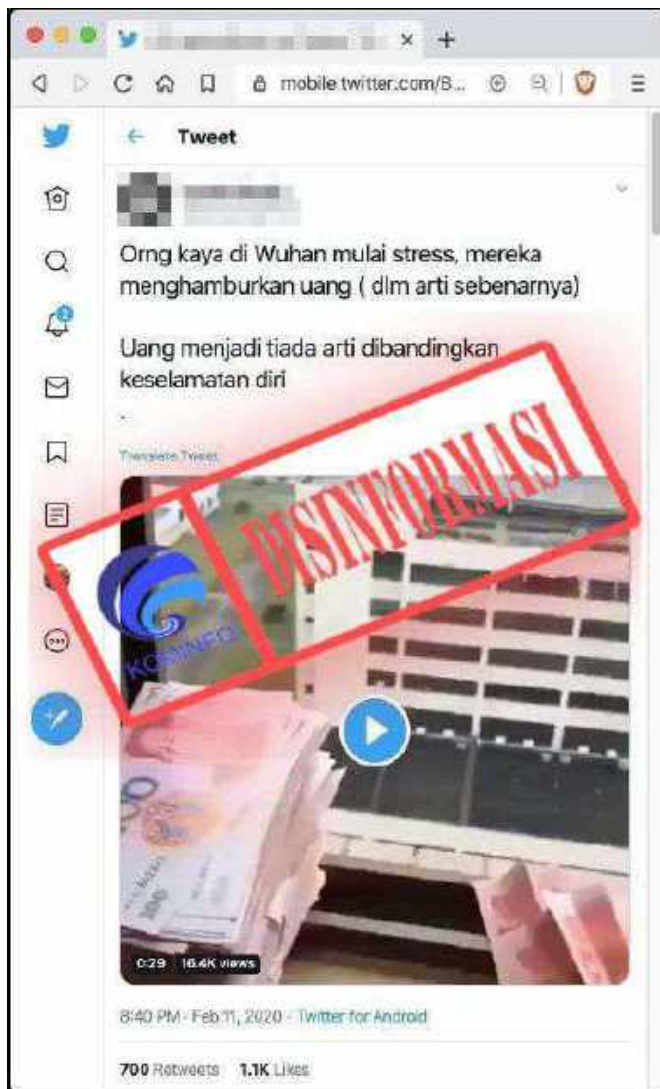 mobile.twitter.com/B...
Tweet
Orng kaya di Wuhan mulai stress, mereka
menghamburkan uang ( dlm arti sebenarnya)
Uang menjadi tiada arti dibandingkan
keselamatan diri
.
Translate Tweet
DISINFORMASI
KOMINFO
100
0:29 16.4K views
8:40 PM · Feb 11, 2020 · Twitter for Android
700 Retweets 1.1K Likes